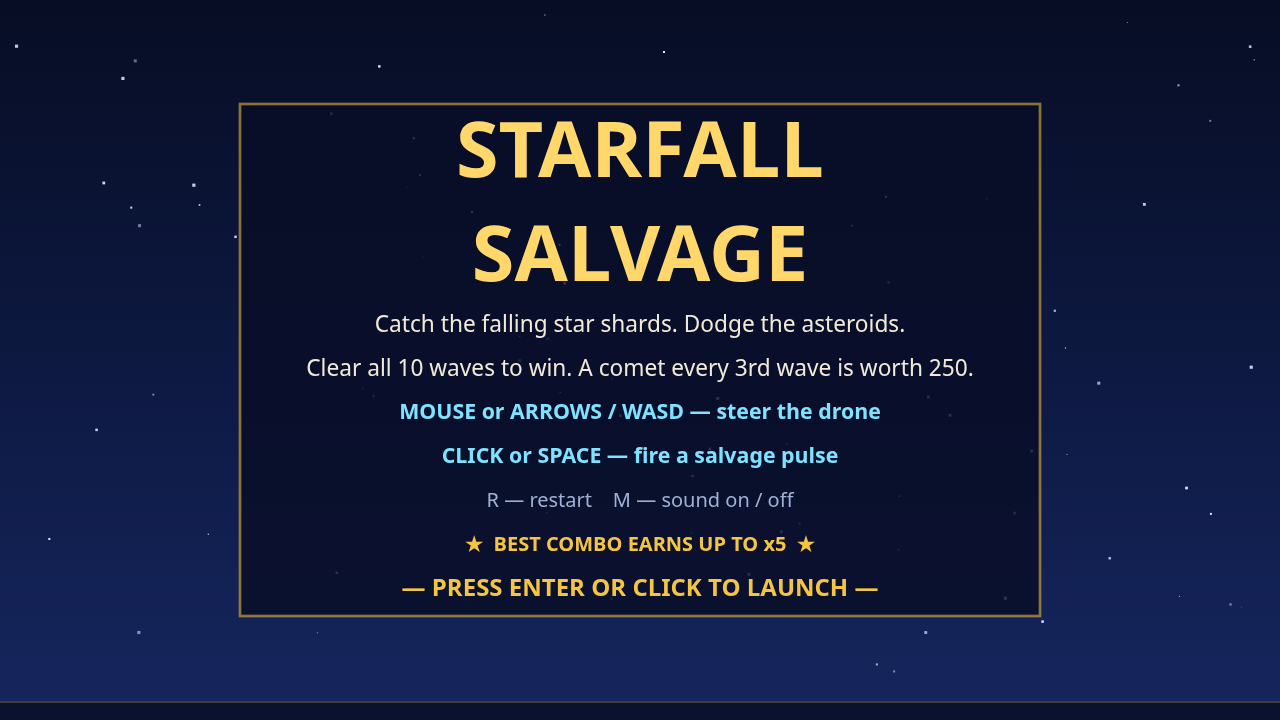 STARFALL
SALVAGE
Catch the falling star shards. Dodge the asteroids.
Clear all 10 waves to win. A comet every 3rd wave is worth 250.
MOUSE or ARROWS / WASD — steer the drone
CLICK or SPACE — fire a salvage pulse
R — restart    M — sound on / off
★ BEST COMBO EARNS UP TO x5 ★
— PRESS ENTER OR CLICK TO LAUNCH —